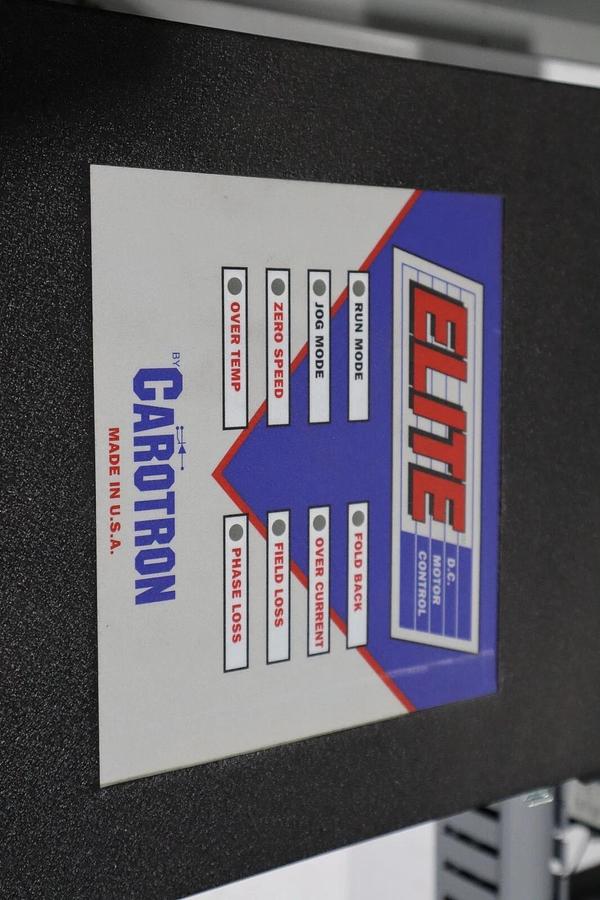 ELITE
D.C.
MOTOR
CONTROL
RUN MODE
JOG MODE
ZERO SPEED
OVER TEMP
FOLD BACK
OVER CURRENT
FIELD LOSS
PHASE LOSS
BY CAROTRON
MADE IN U.S.A.